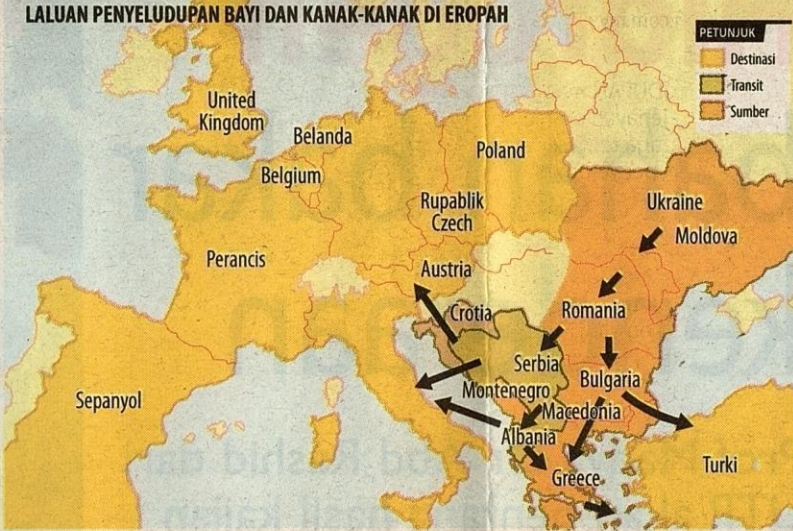 LALUAN PENYELUDUPAN BAYI DAN KANAK-KANAK DI EROPAH
PETUNJUK
Destinasi
Transit
Sumber
United
Kingdom
Belanda
Belgium
Poland
Rupablik
Czech
Ukraine
Moldova
Perancis
Austria
Crotia
Romania
Serbia
Montenegro
Bulgaria
Macedonia
Sepanyol
Albania
Greece
Turki